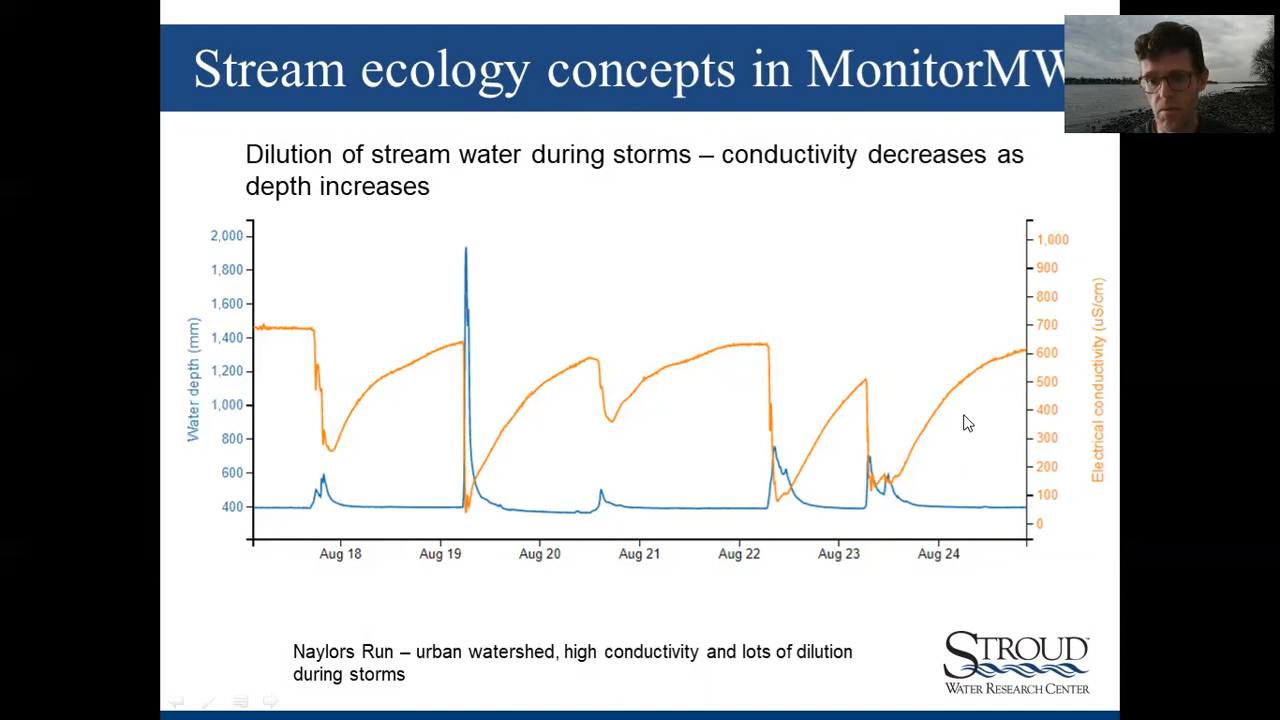 Stream ecology concepts in MonitorMW
Dilution of stream water during storms – conductivity decreases as
depth increases
2,000
1,800
1,600
1,400
1,200
1,000
800
600
400
Water depth (mm)
1,000
900
800
700
600
500
400
300
200
100
0
Electrical conductivity (uS/cm)
Aug 18 Aug 19 Aug 20 Aug 21 Aug 22 Aug 23 Aug 24
Naylors Run – urban watershed, high conductivity and lots of dilution
during storms
STROUD™
WATER RESEARCH CENTER